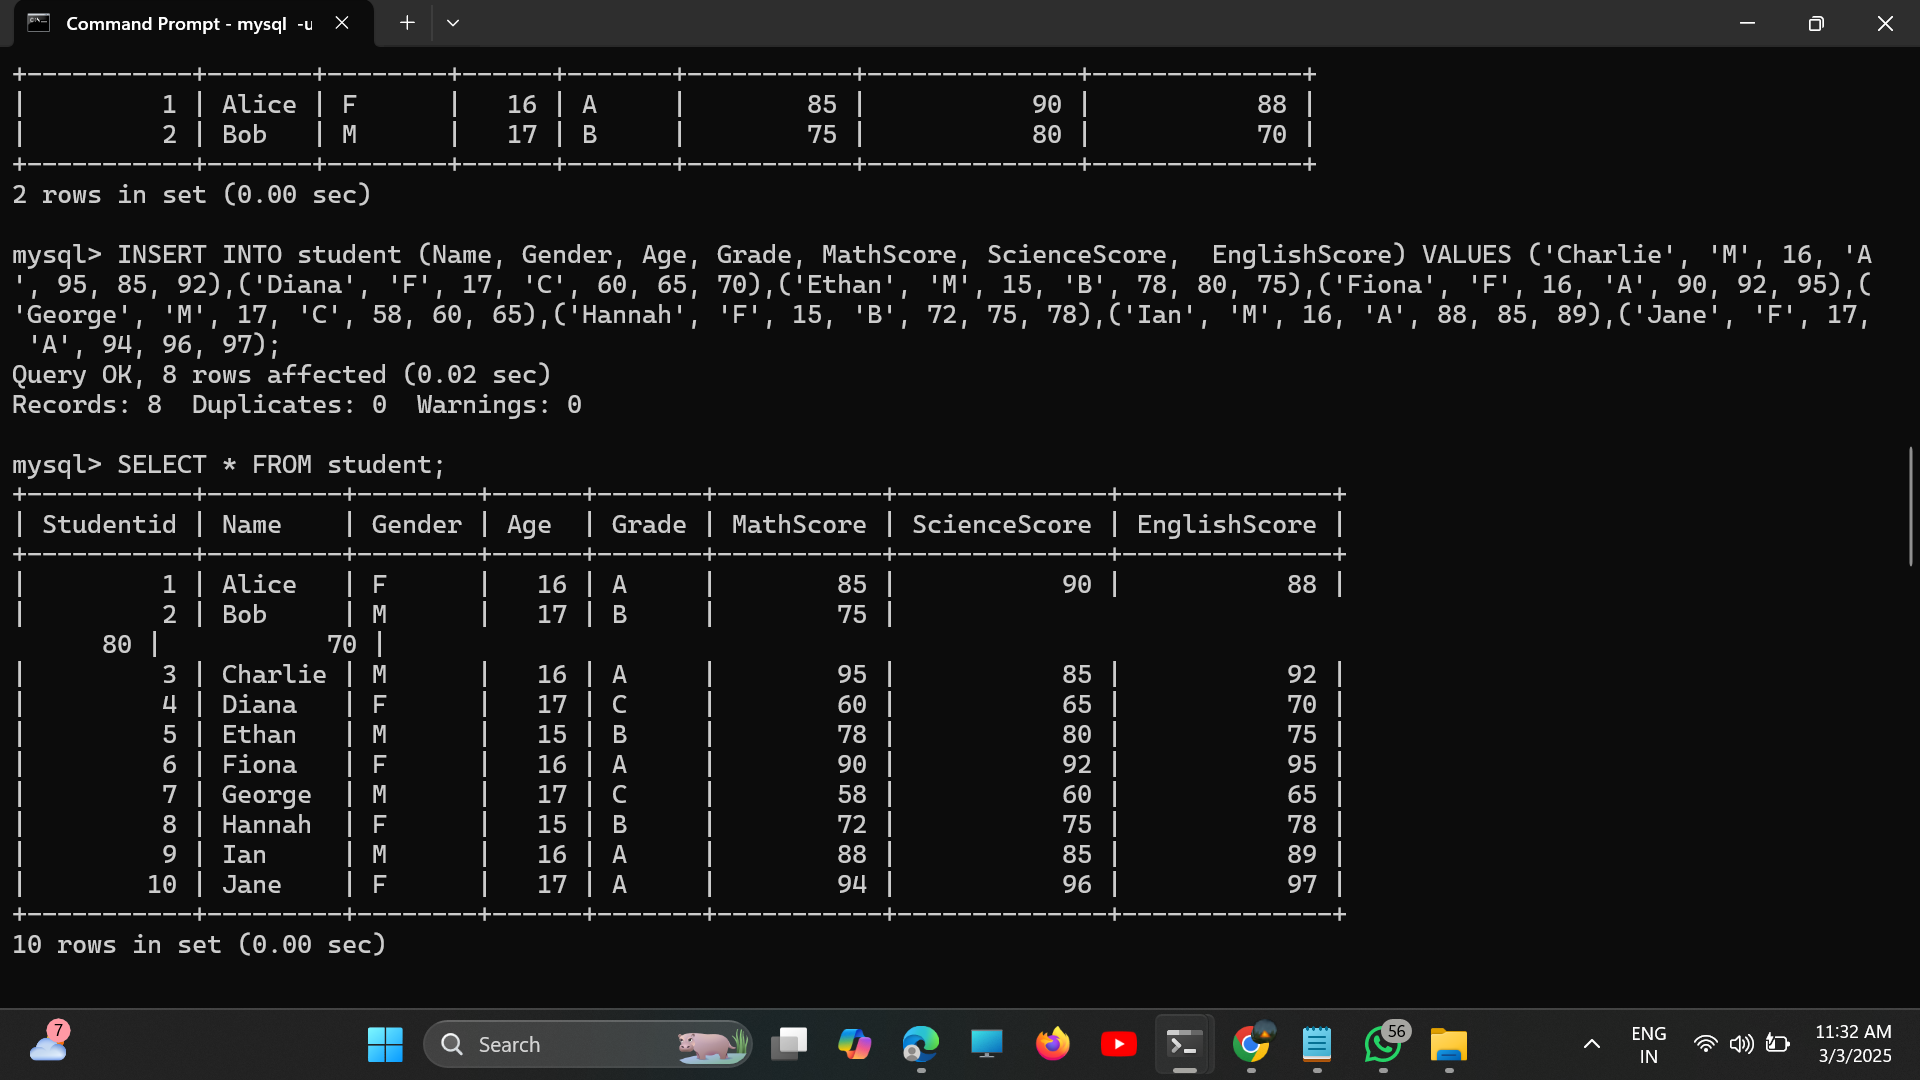 Command Prompt - mysql -u
+-----------+-------+--------+------+-------+-----------+--------------+--------------+
|         1 | Alice | F      |   16 | A     |        85 |           90 |           88 |
|         2 | Bob   | M      |   17 | B     |        75 |           80 |           70 |
+-----------+-------+--------+------+-------+-----------+--------------+--------------+
2 rows in set (0.00 sec)
mysql> INSERT INTO student (Name, Gender, Age, Grade, MathScore, ScienceScore,  EnglishScore) VALUES ('Charlie', 'M', 16, 'A
', 95, 85, 92),('Diana', 'F', 17, 'C', 60, 65, 70),('Ethan', 'M', 15, 'B', 78, 80, 75),('Fiona', 'F', 16, 'A', 90, 92, 95),(
'George', 'M', 17, 'C', 58, 60, 65),('Hannah', 'F', 15, 'B', 72, 75, 78),('Ian', 'M', 16, 'A', 88, 85, 89),('Jane', 'F', 17,
 'A', 94, 96, 97);
Query OK, 8 rows affected (0.02 sec)
Records: 8  Duplicates: 0  Warnings: 0
mysql> SELECT * FROM student;
+-----------+---------+--------+------+-------+-----------+--------------+--------------+
| Studentid | Name    | Gender | Age  | Grade | MathScore | ScienceScore | EnglishScore |
+-----------+---------+--------+------+-------+-----------+--------------+--------------+
|         1 | Alice   | F      |   16 | A     |        85 |           90 |           88 |
|         2 | Bob     | M      |   17 | B     |        75 |
      80 |           70 |
|         3 | Charlie | M      |   16 | A     |        95 |           85 |           92 |
|         4 | Diana   | F      |   17 | C     |        60 |           65 |           70 |
|         5 | Ethan   | M      |   15 | B     |        78 |           80 |           75 |
|         6 | Fiona   | F      |   16 | A     |        90 |           92 |           95 |
|         7 | George  | M      |   17 | C     |        58 |           60 |           65 |
|         8 | Hannah  | F      |   15 | B     |        72 |           75 |           78 |
|         9 | Ian     | M      |   16 | A     |        88 |           85 |           89 |
|        10 | Jane    | F      |   17 | A     |        94 |           96 |           97 |
+-----------+---------+--------+------+-------+-----------+--------------+--------------+
10 rows in set (0.00 sec)
7
Search
56
ENG
IN
11:32 AM
3/3/2025